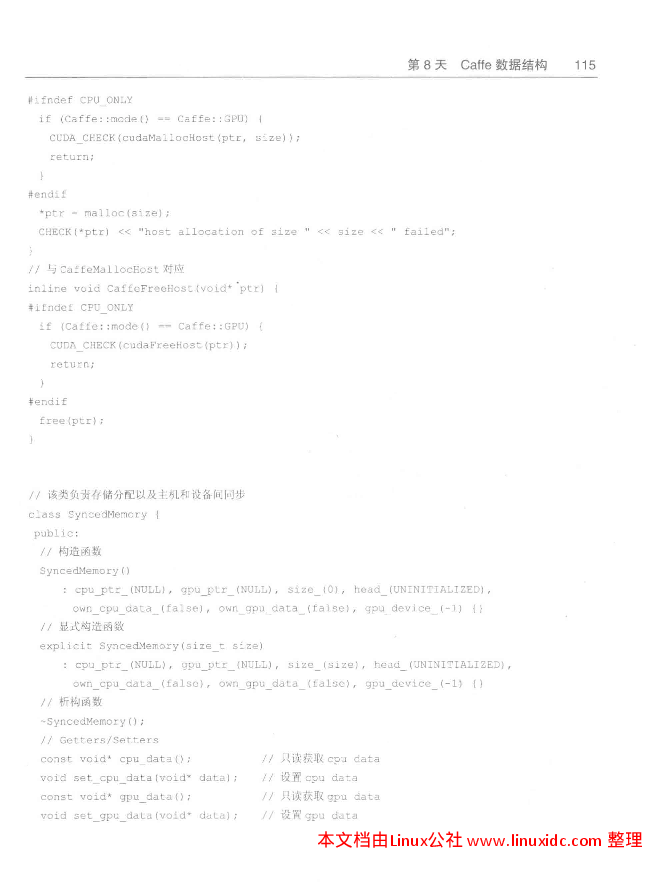 第 8 天 Caffe 数据结构 115
#ifndef CPU_ONLY
if (Caffe::mode() == Caffe::GPU) {
CUDA_CHECK(cudaMallocHost(ptr, size));
return;
}
#endif
*ptr = malloc(size);
CHECK(*ptr) << "host allocation of size " << size << " failed";
}
// 与 CaffeMallocHost 对应
inline void CaffeFreeHost(void* ptr) {
#ifndef CPU_ONLY
if (Caffe::mode() == Caffe::GPU) {
CUDA_CHECK(cudaFreeHost(ptr));
return;
}
#endif
free(ptr);
}
// 该类负责存储分配以及主机和设备间同步
class SyncedMemory {
public:
// 构造函数
SyncedMemory()
: cpu_ptr_(NULL), gpu_ptr_(NULL), size_(0), head_(UNINITIALIZED),
own_cpu_data_(false), own_gpu_data_(false), gpu_device_(-1) {}
// 显式构造函数
explicit SyncedMemory(size_t size)
: cpu_ptr_(NULL), gpu_ptr_(NULL), size_(size), head_(UNINITIALIZED),
own_cpu_data_(false), own_gpu_data_(false), gpu_device_(-1) {}
// 析构函数
~SyncedMemory();
// Getters/Setters
const void* cpu_data(); // 只读获取 cpu data
void set_cpu_data(void* data); // 设置 cpu data
const void* gpu_data(); // 只读获取 gpu data
void set_gpu_data(void* data); // 设置 gpu data
本文档由Linux公社 www.linuxidc.com 整理